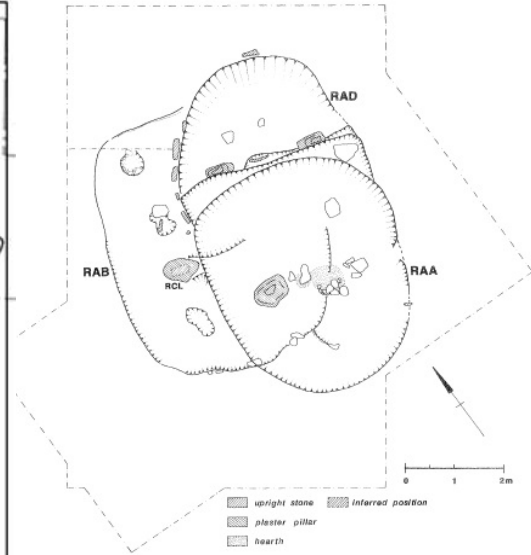 RAD
RAB
RCL
RAA
0 1 2m
upright stone inferred position
plaster pillar
hearth